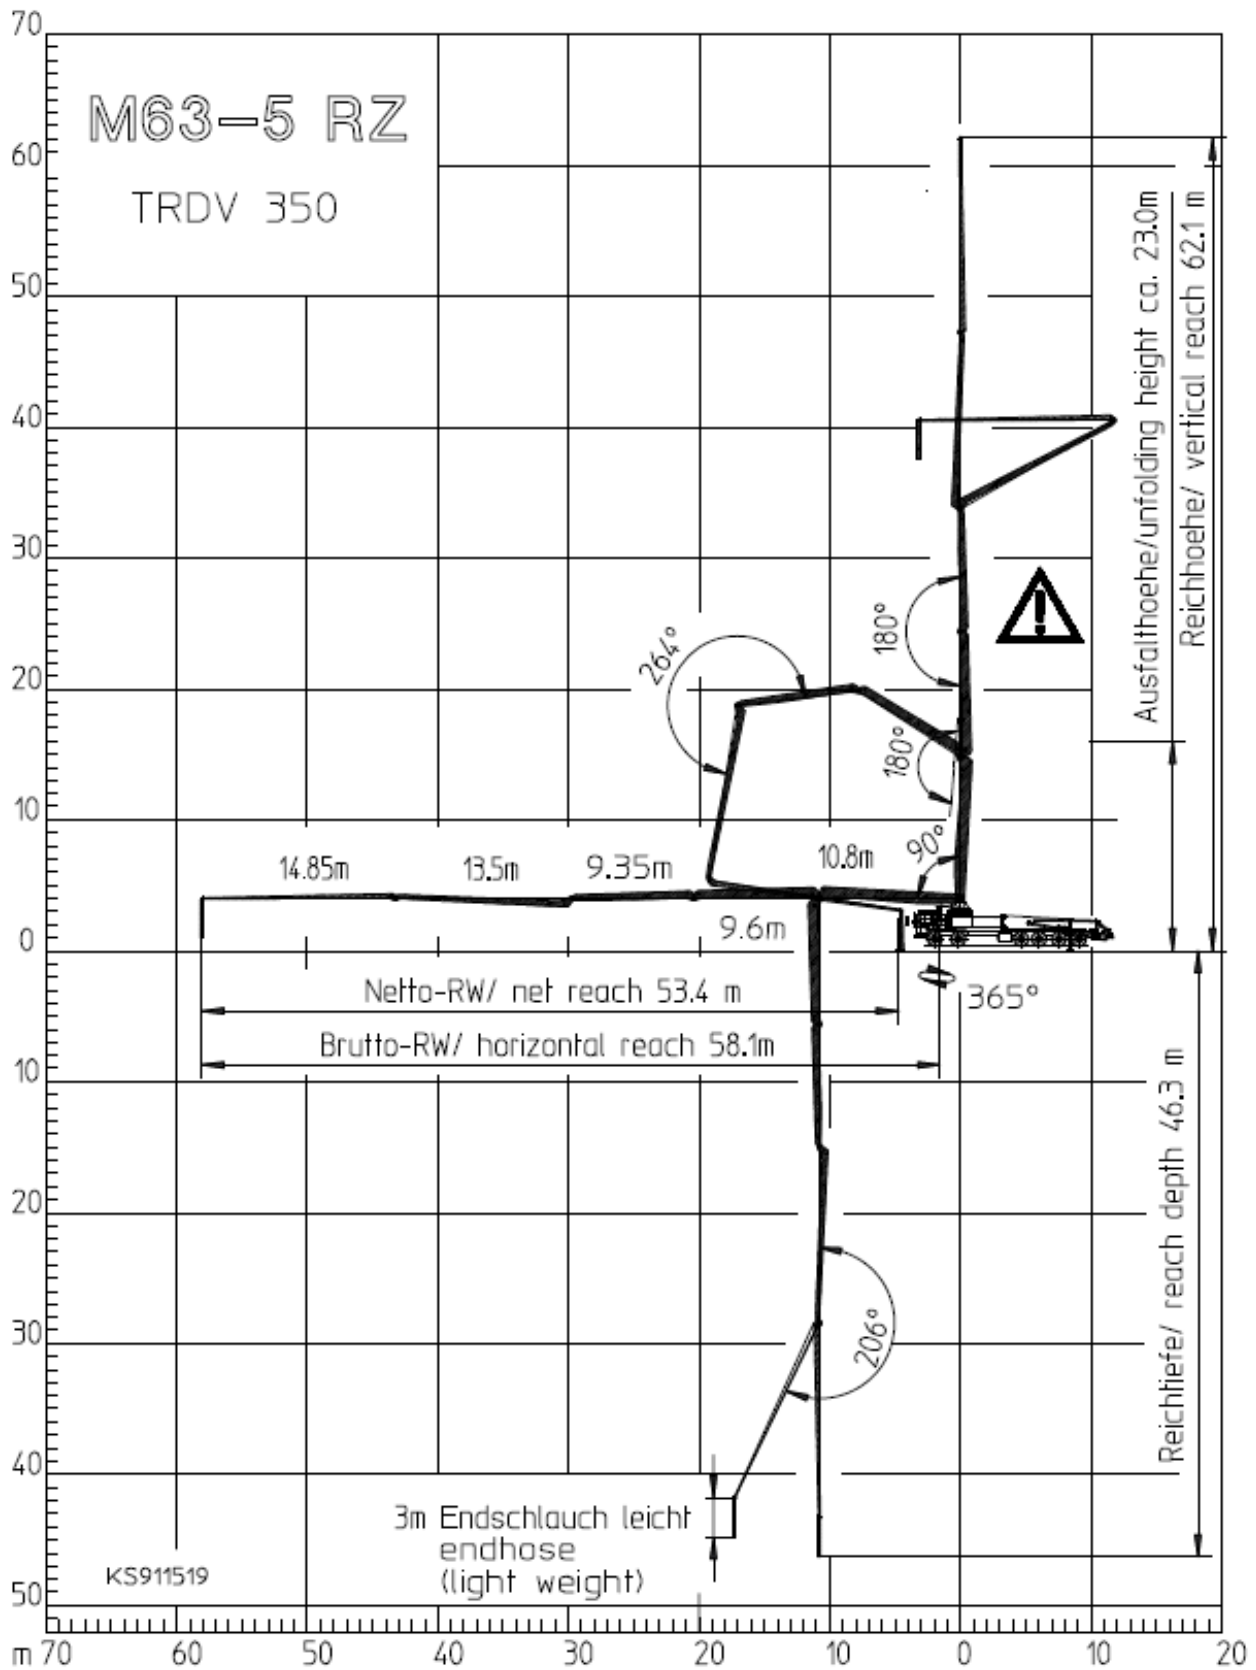 70
M63-5 RZ
60
TRDV 350
50
40
30
20
10
0
10
20
30
40
50
Ausfalthoehe/unfolding height ca. 23.0m
Reichhoehe/ vertical reach 62.1 m
180°
264°
180°
90°
14.85m
13.5m
9.35m
10.8m
9.6m
Netto-RW/ net reach 53.4 m
365°
Brutto-RW/ horizontal reach 58.1m
Reichtiefe/ reach depth 46.3 m
206°
3m Endschlauch leicht
endhose
(light weight)
KS911519
m 70 60 50 40 30 20 10 0 10 20